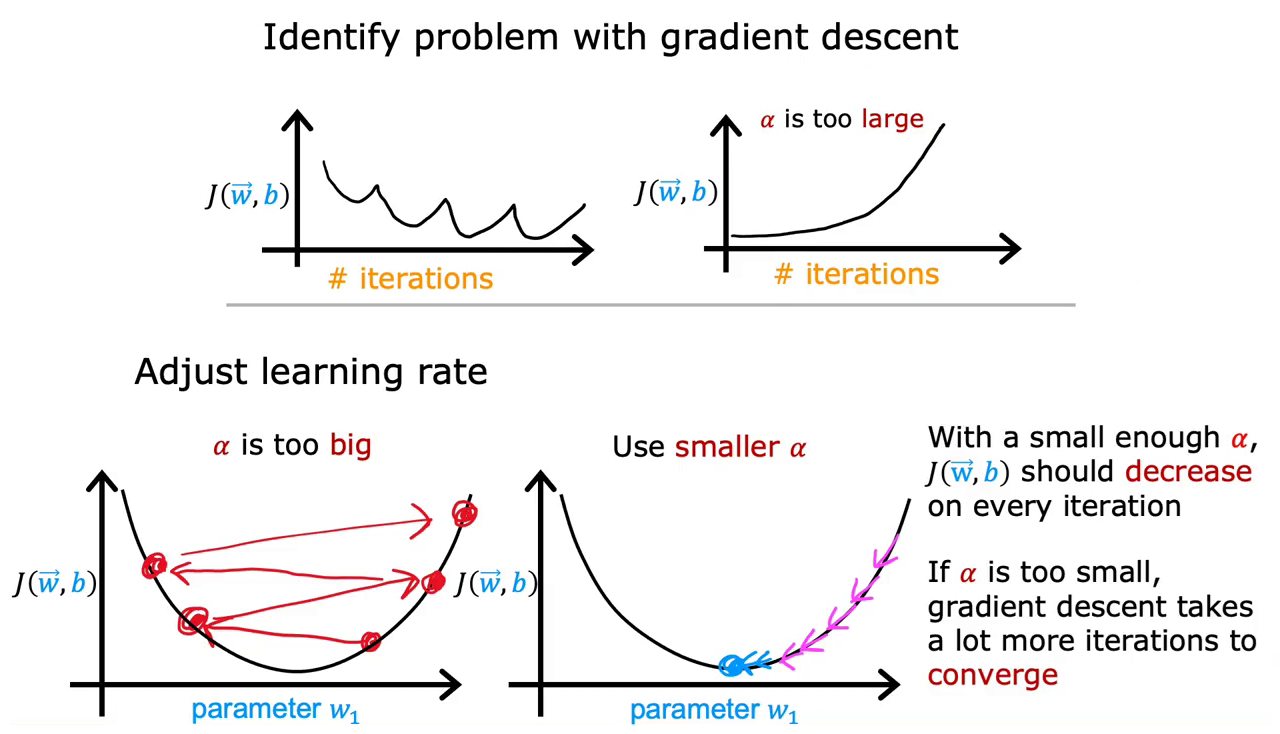 Identify problem with gradient descent
J(w⃗, b)
# iterations
α is too large
J(w⃗, b)
# iterations
Adjust learning rate
α is too big
J(w⃗, b)
parameter w₁
Use smaller α
J(w⃗, b)
parameter w₁
With a small enough α,
J(w⃗, b) should decrease
on every iteration
If α is too small,
gradient descent takes
a lot more iterations to
converge